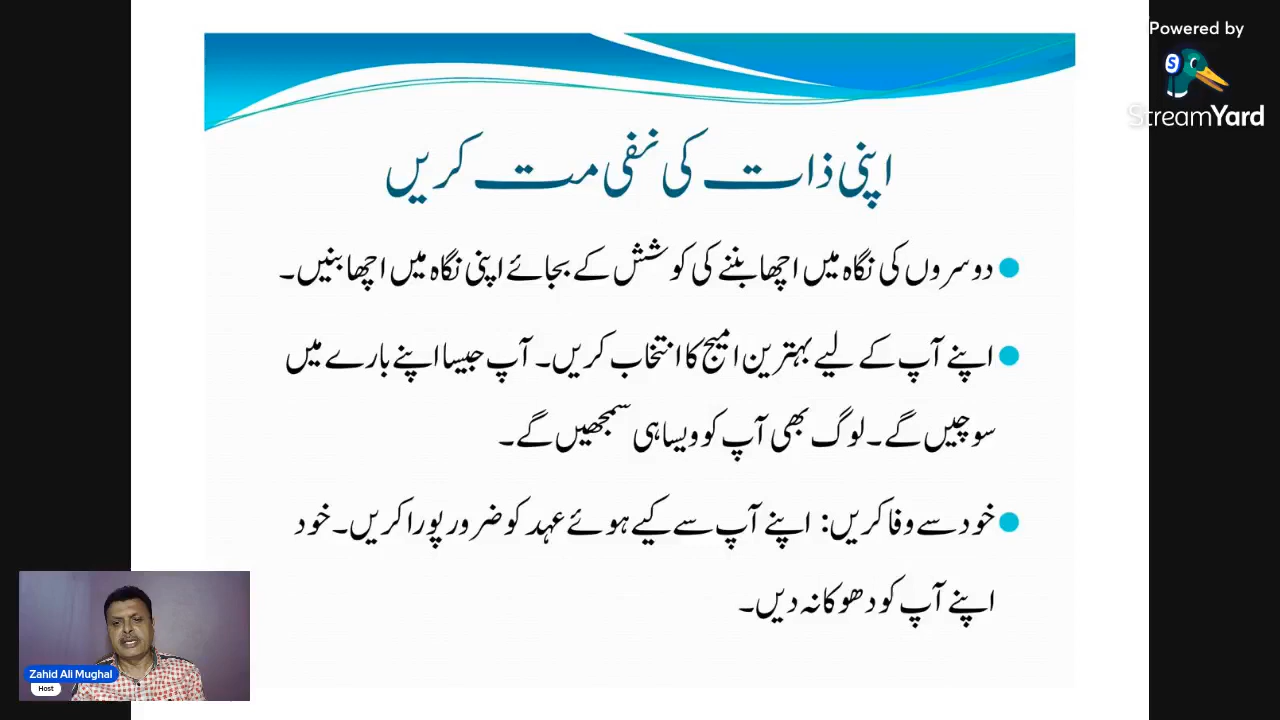 Powered by
StreamYard
اپنی ذات کی نفی مت کریں
دوسروں کی نگاہ میں اچھا بننے کی کوشش کے بجائے اپنی نگاہ میں اچھا بنیں۔
اپنے آپ کے لیے بہترین امیج کا انتخاب کریں۔ آپ جیسا اپنے بارے میں
سوچیں گے۔ لوگ بھی آپ کو ویسا ہی سمجھیں گے۔
خود سے وفا کریں: اپنے آپ سے کیے ہوئے عہد کو ضرور پورا کریں۔ خود
اپنے آپ کو دھوکا نہ دیں۔
Zahid Ali Mughal
Host